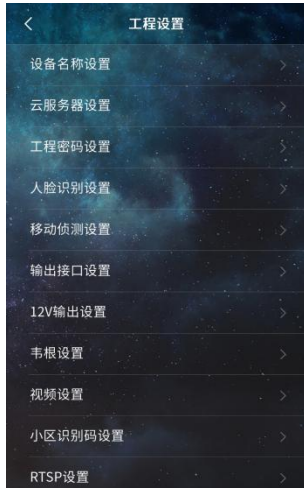 工程设置
设备名称设置
云服务器设置
工程密码设置
人脸识别设置
移动侦测设置
输出接口设置
12V输出设置
韦根设置
视频设置
小区识别码设置
RTSP设置